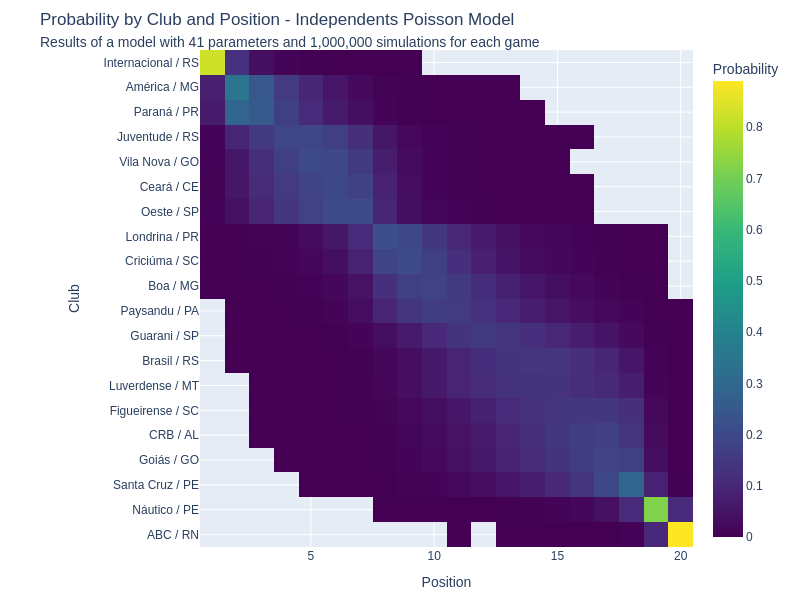 Probability by Club and Position - Independents Poisson Model
Results of a model with 41 parameters and 1,000,000 simulations for each game
Probability
Internacional / RS
América / MG
Paraná / PR
Juventude / RS
Vila Nova / GO
Ceará / CE
Oeste / SP
Londrina / PR
Criciúma / SC
Boa / MG
Paysandu / PA
Guarani / SP
Brasil / RS
Luverdense / MT
Figueirense / SC
CRB / AL
Goiás / GO
Santa Cruz / PE
Náutico / PE
ABC / RN
Club
5 10 15 20
Position
0.8
0.7
0.6
0.5
0.4
0.3
0.2
0.1
0